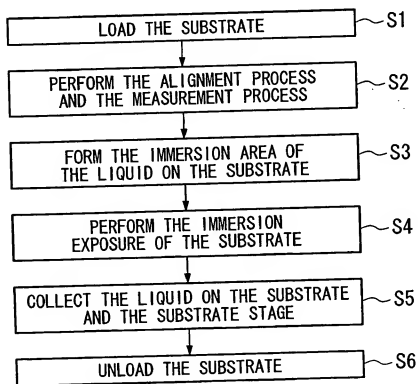 LOAD THE SUBSTRATE
S1
PERFORM THE ALIGNMENT PROCESS
AND THE MEASUREMENT PROCESS
S2
FORM THE IMMERSION AREA OF
THE LIQUID ON THE SUBSTRATE
S3
PERFORM THE IMMERSION
EXPOSURE OF THE SUBSTRATE
S4
COLLECT THE LIQUID ON THE SUBSTRATE
AND THE SUBSTRATE STAGE
S5
UNLOAD THE SUBSTRATE
S6